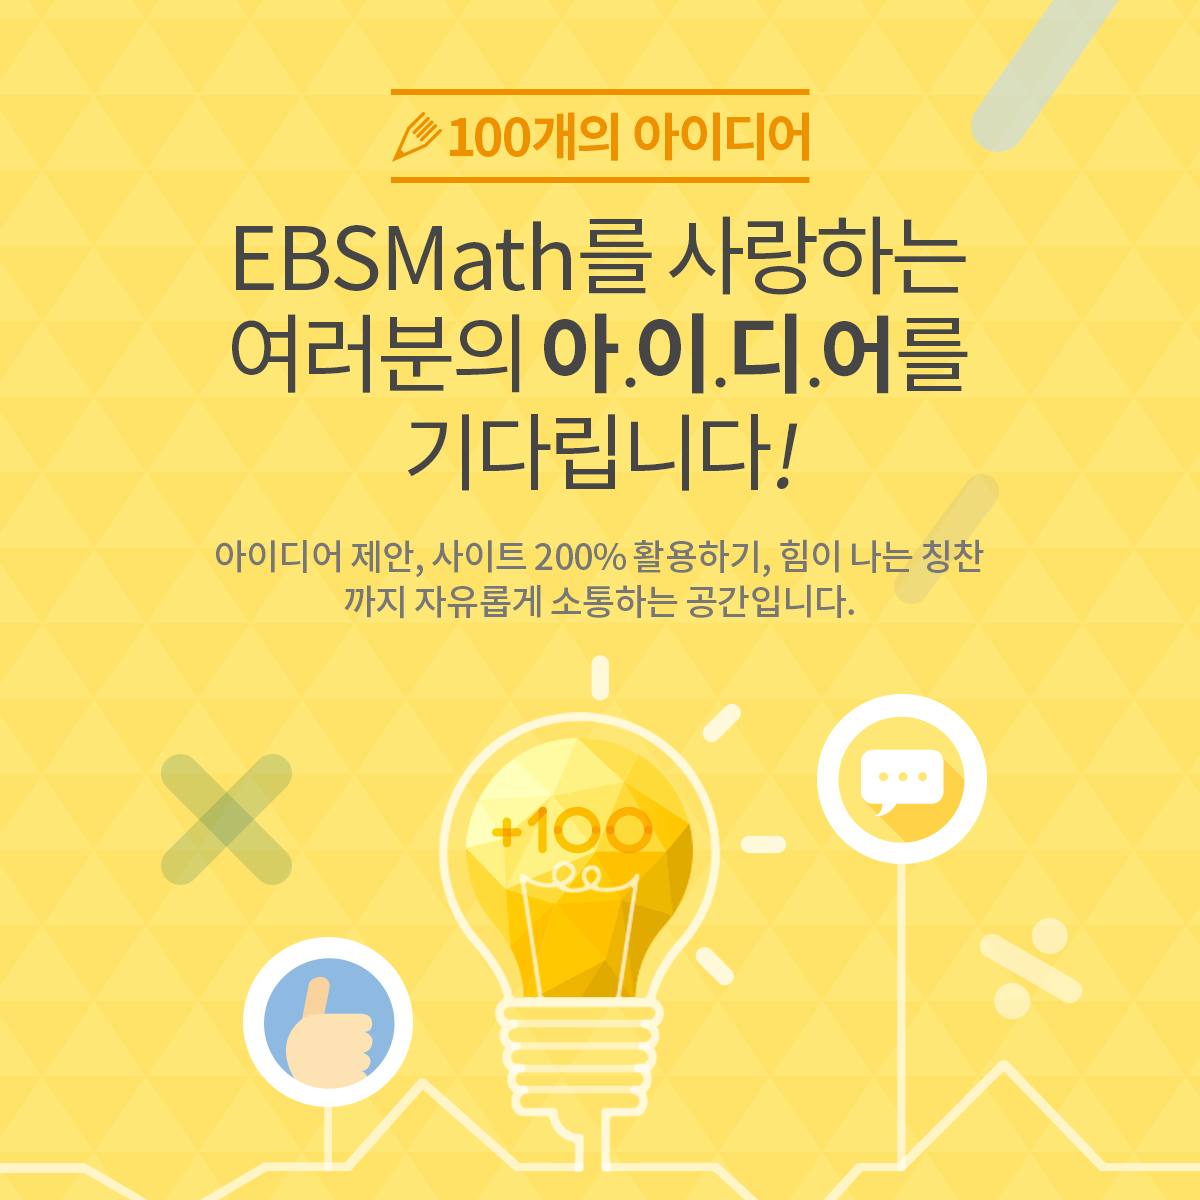 100개의 아이디어
EBSMath를 사랑하는
여러분의 아.이.디.어를
기다립니다!
아이디어 제안, 사이트 200% 활용하기, 힘이 나는 칭찬
까지 자유롭게 소통하는 공간입니다.
+100